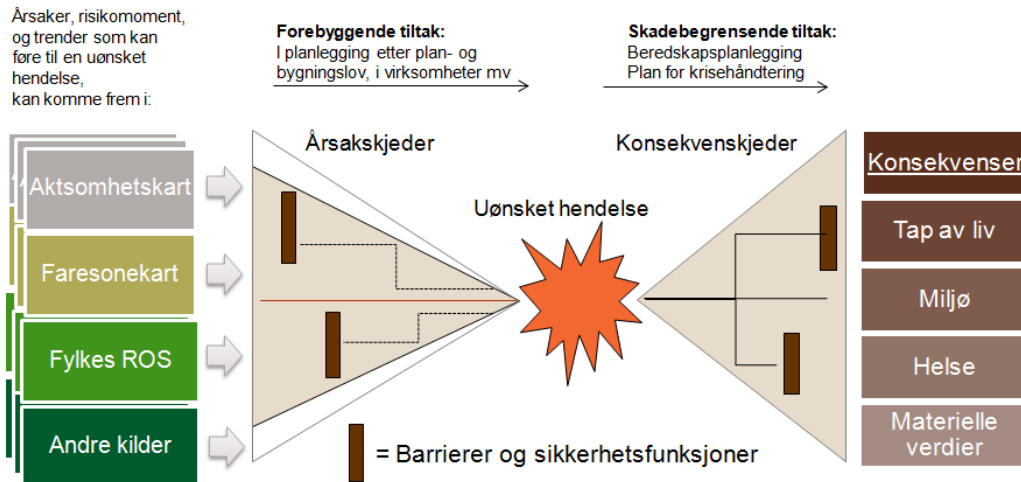 Årsaker, risikomoment,
og trender som kan
føre til en uønsket
hendelse,
kan komme frem i:
Forebyggende tiltak:
I planlegging etter plan- og
bygningslov, i virksomheter mv
Skadebegrensende tiltak:
Beredskapsplanlegging
Plan for krisehåndtering
Aktsomhetskart
Faresonekart
Fylkes ROS
Andre kilder
Årsakskjeder
Uønsket hendelse
Konsekvenskjeder
Konsekvenser
Tap av liv
Miljø
Helse
Materielle
verdier
= Barrierer og sikkerhetsfunksjoner